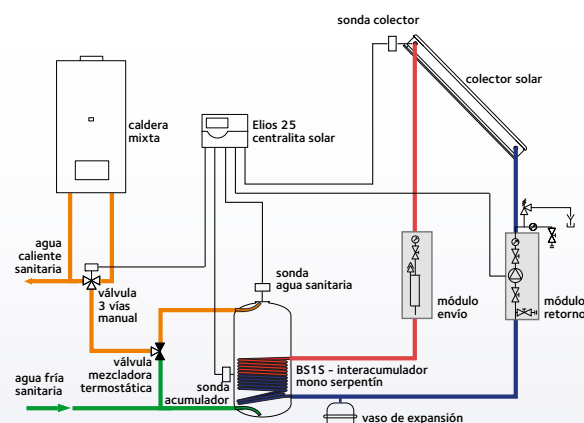 sonda colector
colector solar
caldera
mixta
Elios 25
centralita solar
agua
caliente
sanitaria
válvula
3 vías
manual
sonda
agua sanitaria
módulo
envío
módulo
retorno
válvula
mezcladora
termostática
BS1S - interacumulador
mono serpentín
sonda
acumulador
agua fría
sanitaria
vaso de expansión